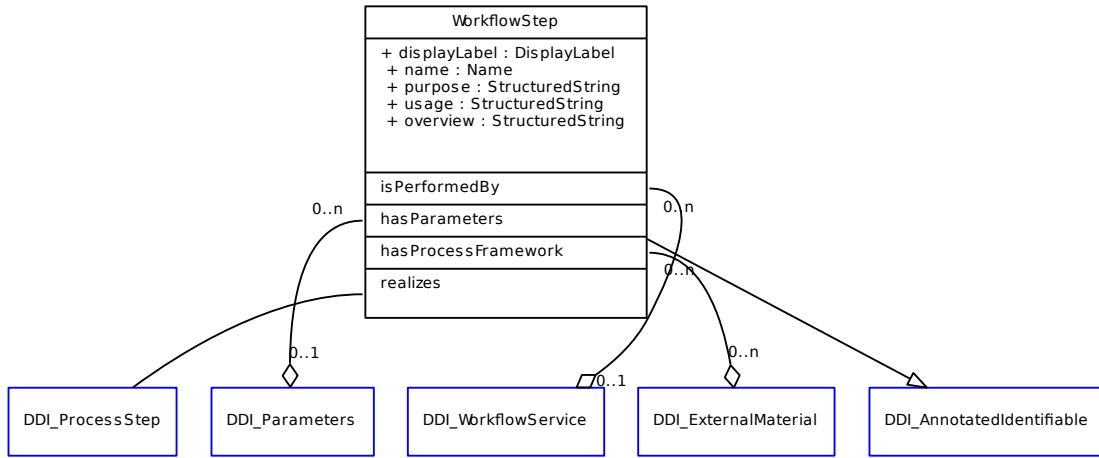 WorkflowStep
+ displayLabel : DisplayLabel
+ name : Name
+ purpose : StructuredString
+ usage : StructuredString
+ overview : StructuredString
isPerformedBy
0..n
0..n
hasParameters
hasProcessFramework
0..n
realizes
0..1
0..n
0..1
DDI_ProcessStep
DDI_Parameters
DDI_WorkflowService
DDI_ExternalMaterial
DDI_AnnotatedIdentifiable